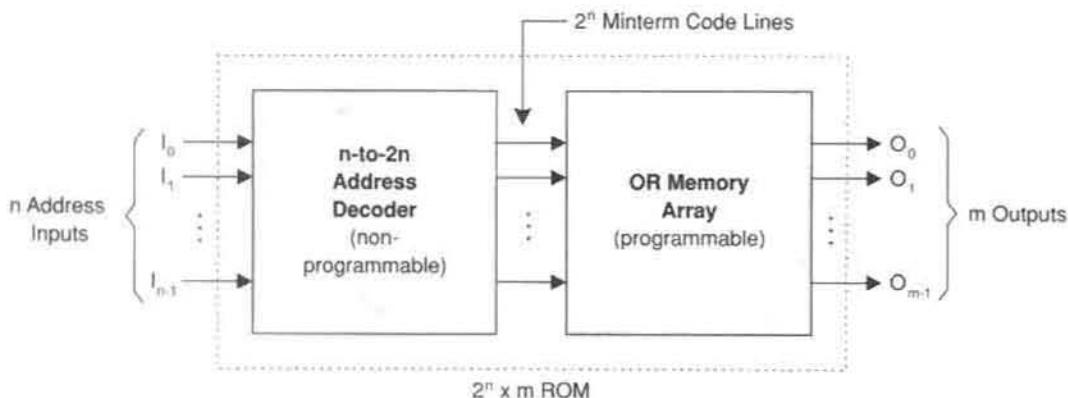 2ⁿ Minterm Code Lines
n Address
Inputs
I₀
I₁
Iₙ₋₁
n-to-2n
Address
Decoder
(non-
programmable)
OR Memory
Array
(programmable)
O₀
O₁
Oₘ₋₁
m Outputs
2ⁿ x m ROM